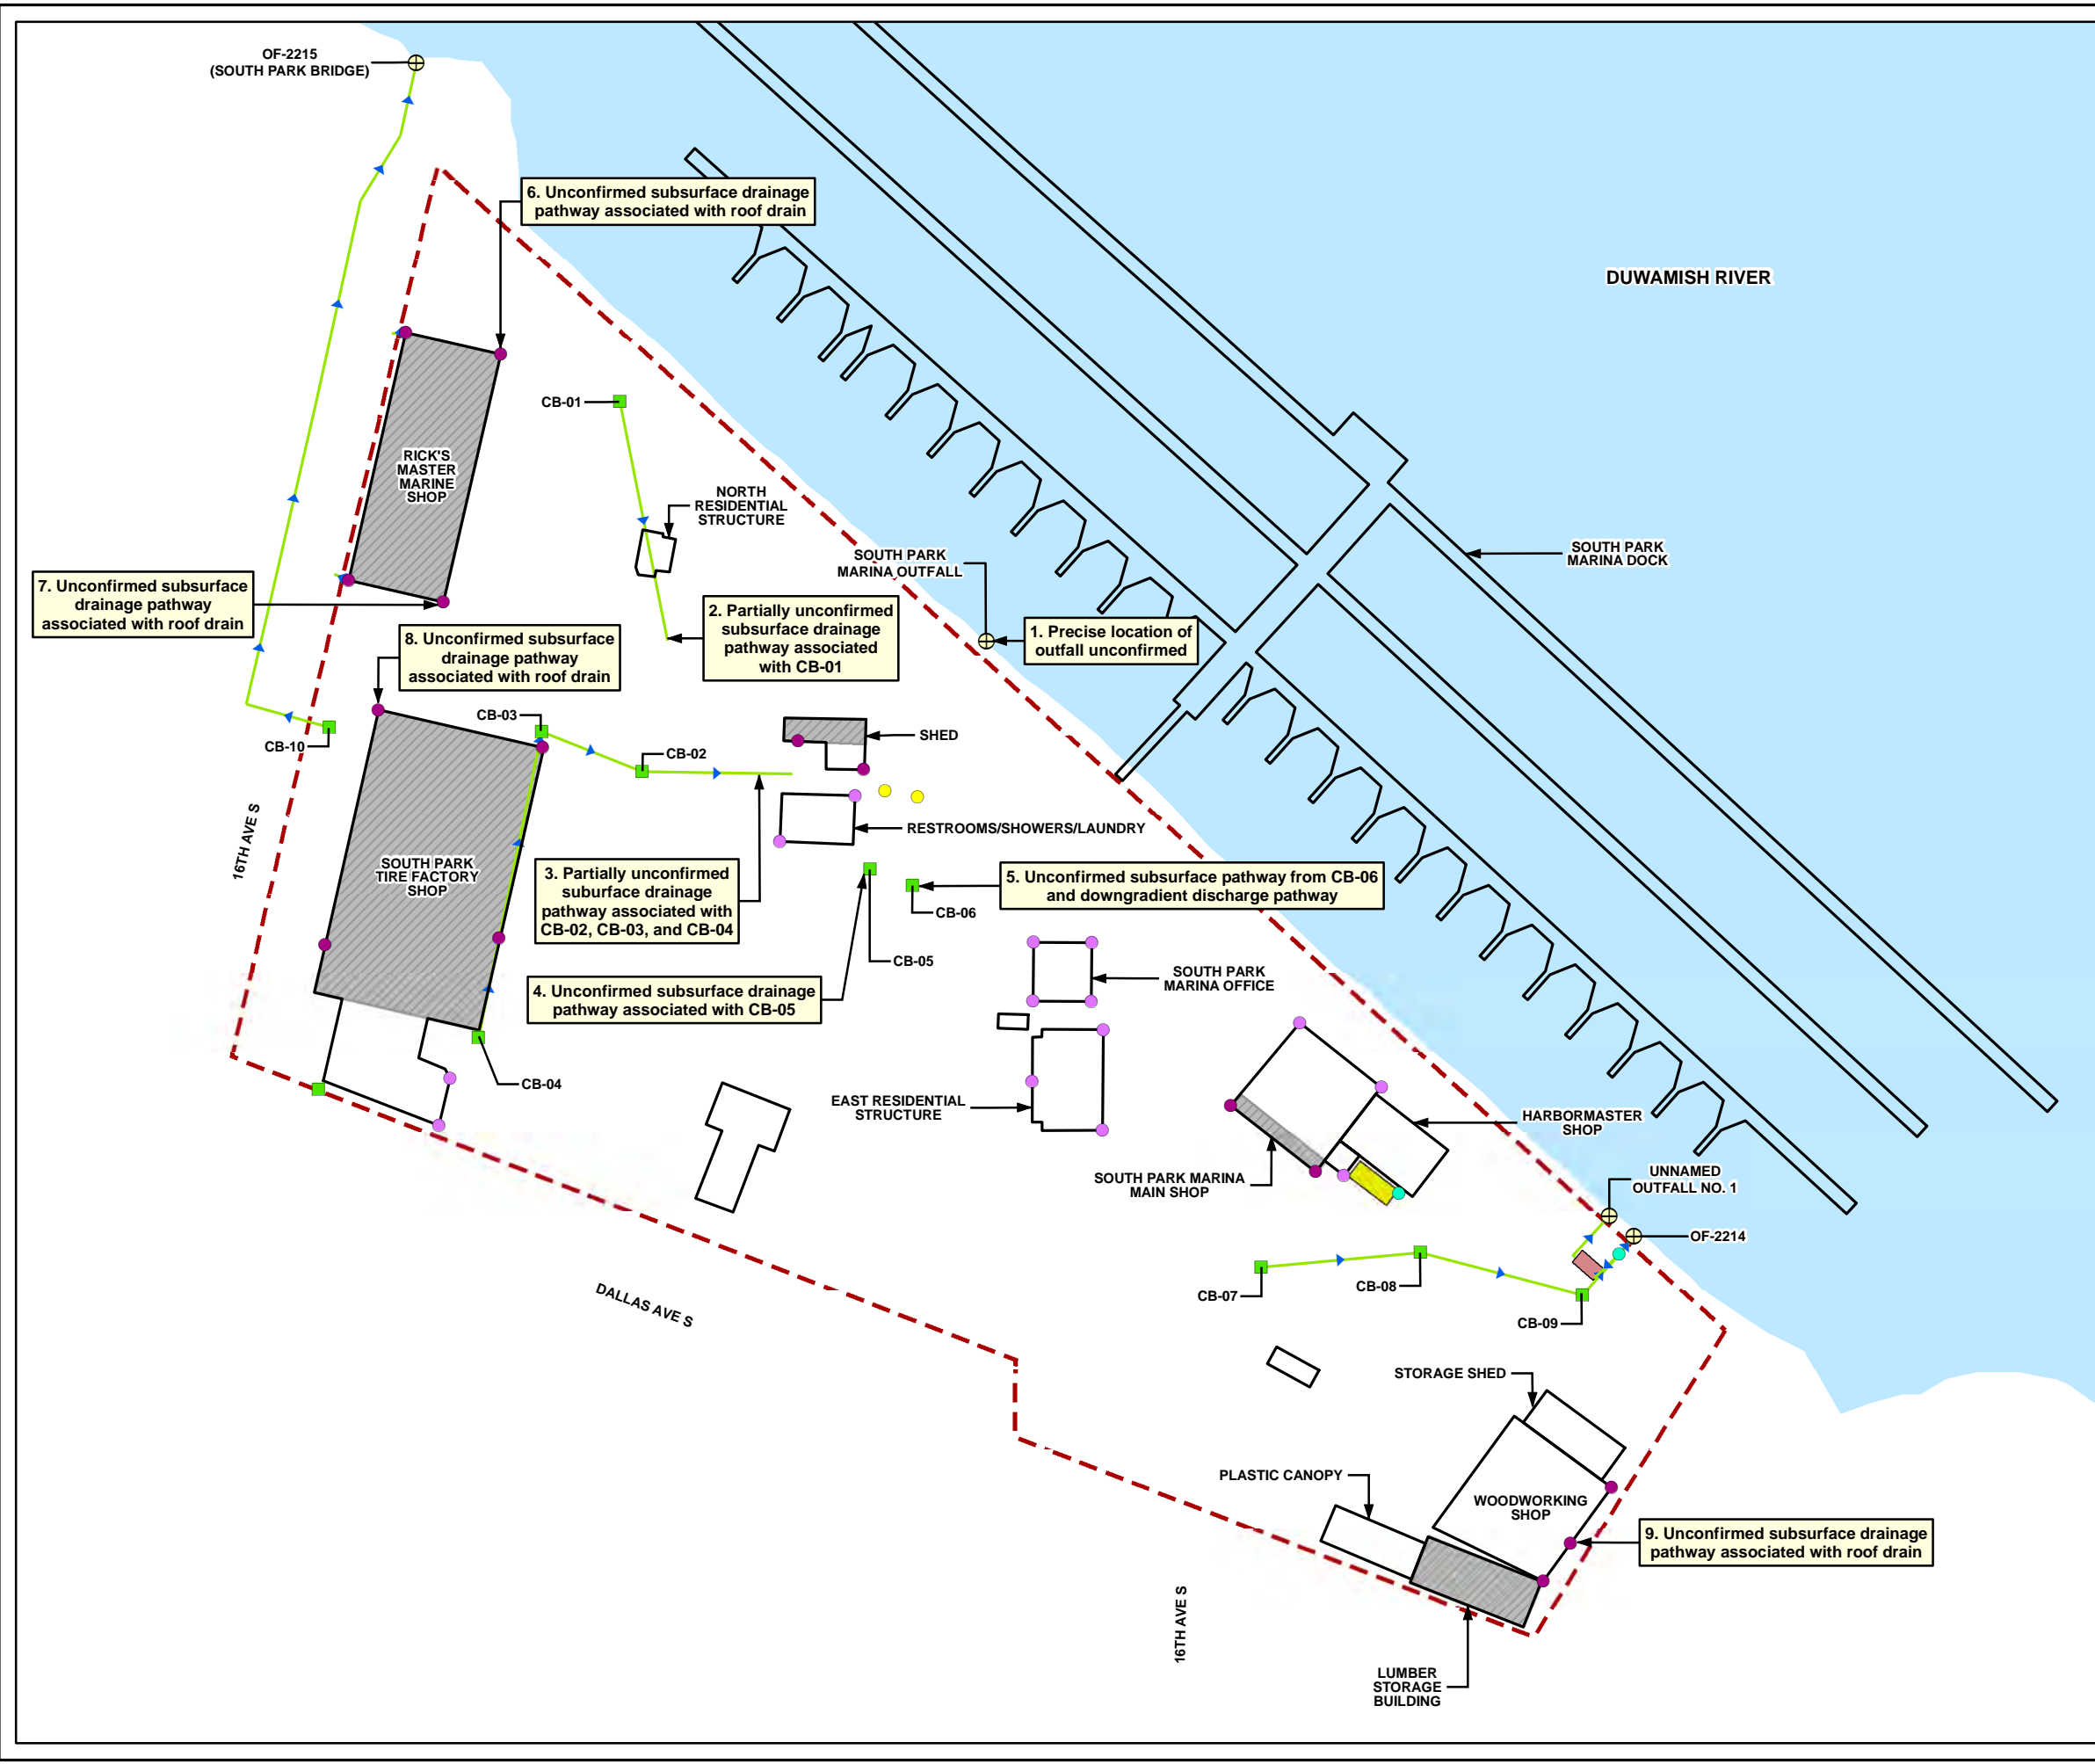 OF-2215
(SOUTH PARK BRIDGE)
6. Unconfirmed subsurface drainage
pathway associated with roof drain
DUWAMISH RIVER
CB-01
RICK'S
MASTER
MARINE
SHOP
NORTH
RESIDENTIAL
STRUCTURE
SOUTH PARK
MARINA OUTFALL
SOUTH PARK
MARINA DOCK
7. Unconfirmed subsurface
drainage pathway
associated with roof drain
2. Partially unconfirmed
subsurface drainage
pathway associated
with CB-01
1. Precise location of
outfall unconfirmed
8. Unconfirmed subsurface
drainage pathway
associated with roof drain
CB-03
CB-10
CB-02
SHED
16TH AVE S
RESTROOMS/SHOWERS/LAUNDRY
SOUTH PARK
TIRE FACTORY
SHOP
3. Partially unconfirmed
suburface drainage
pathway associated with
CB-02, CB-03, and CB-04
5. Unconfirmed subsurface pathway from CB-06
and downgradient discharge pathway
CB-06
CB-05
4. Unconfirmed subsurface drainage
pathway associated with CB-05
SOUTH PARK
MARINA OFFICE
CB-04
EAST RESIDENTIAL
STRUCTURE
HARBORMASTER
SHOP
SOUTH PARK MARINA
MAIN SHOP
UNNAMED
OUTFALL NO. 1
OF-2214
CB-07
CB-08
CB-09
DALLAS AVE S
STORAGE SHED
PLASTIC CANOPY
WOODWORKING
SHOP
9. Unconfirmed subsurface drainage
pathway associated with roof drain
16TH AVE S
LUMBER
STORAGE
BUILDING